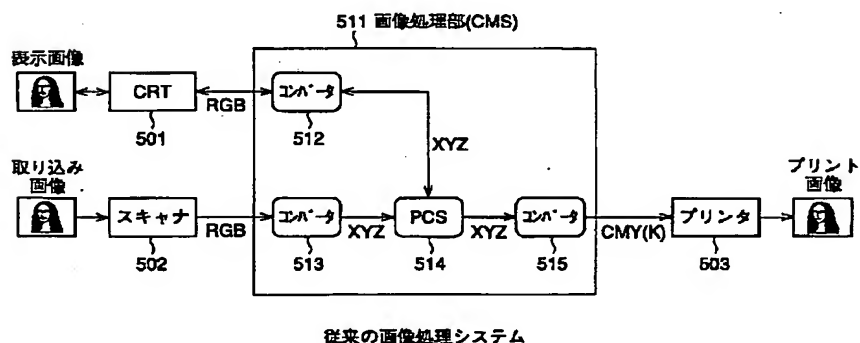 511 画像処理部(CMS)
表示画像
CRT
RGB
コンバータ
501
512
XYZ
取り込み
画像
プリント
画像
スキャナ
RGB
コンバータ
XYZ
PCS
XYZ
コンバータ
CMY(K)
プリンタ
502
513
514
515
503
従来の画像処理システム